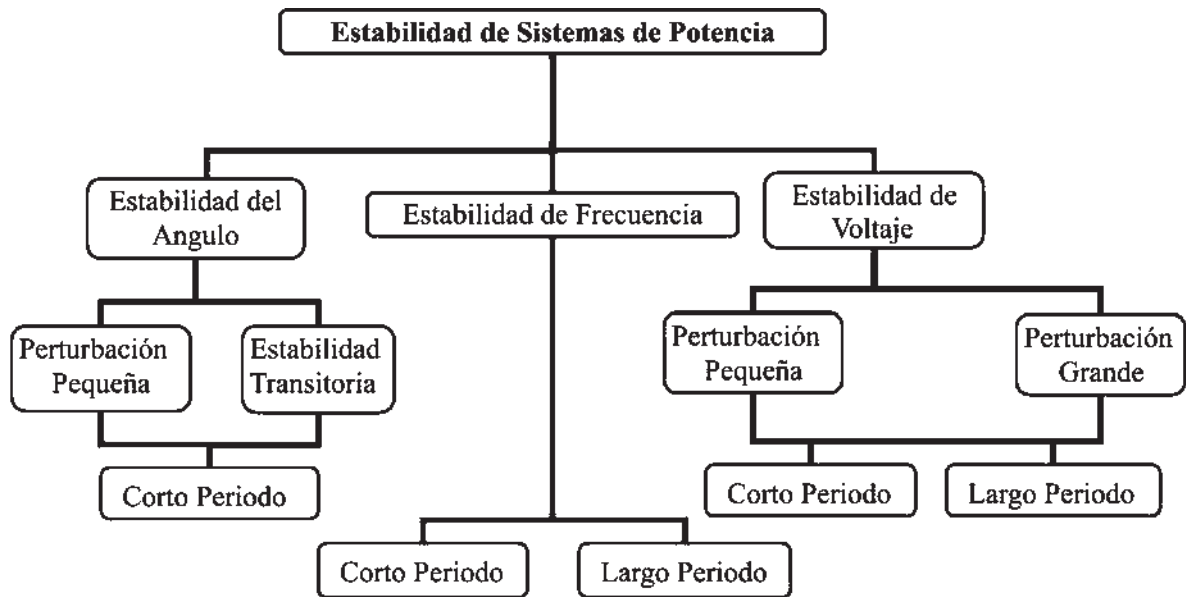 Estabilidad de Sistemas de Potencia
Estabilidad del
Angulo
Estabilidad de Frecuencia
Estabilidad de
Voltaje
Perturbación
Pequeña
Estabilidad
Transitoria
Perturbación
Pequeña
Perturbación
Grande
Corto Periodo
Corto Periodo
Largo Periodo
Corto Periodo
Largo Periodo